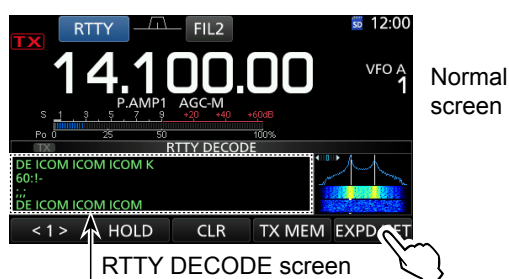 RTTY FIL2 SD 12:00
TX
14.100.00 VFO A
1
P.AMP1 AGC-M
S 1 3 5 7 9 +20 +40 +60dB
Po 0 25 50 100%
TX RTTY DECODE
DE ICOM ICOM ICOM K
60:!-
;;
DE ICOM ICOM ICOM
< 1 > HOLD CLR TX MEM EXPD
RTTY DECODE screen
Normal
screen